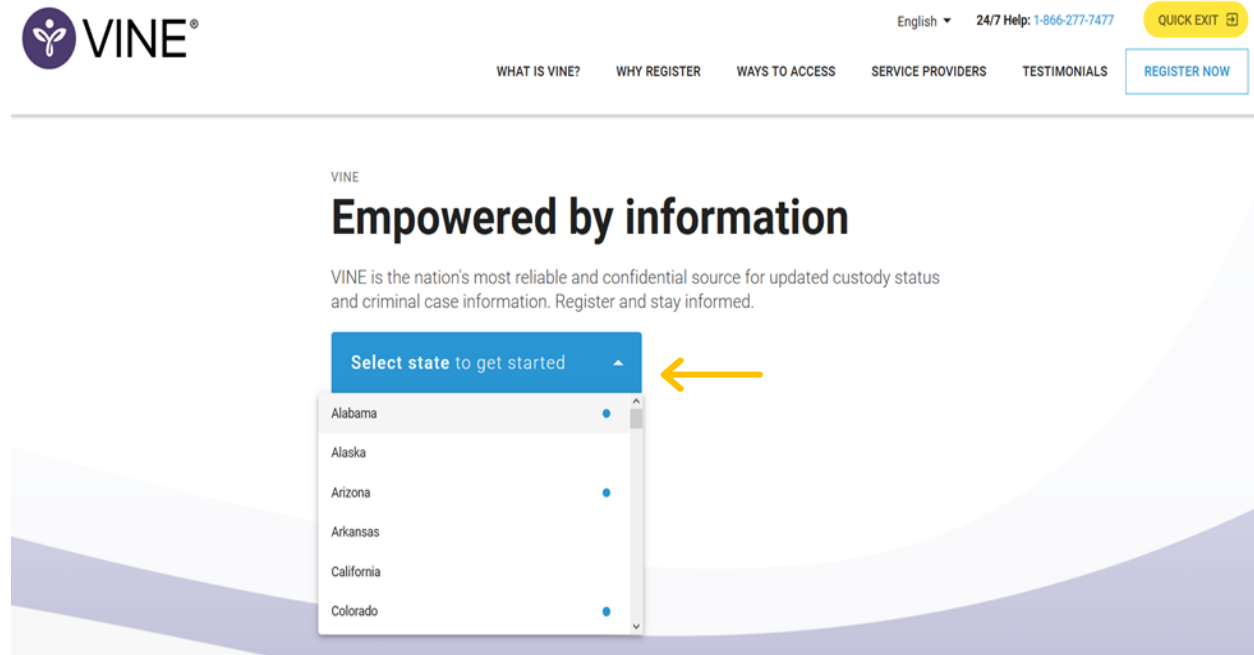 VINE®
English
24/7 Help: 1-866-277-7477
QUICK EXIT
WHAT IS VINE?
WHY REGISTER
WAYS TO ACCESS
SERVICE PROVIDERS
TESTIMONIALS
REGISTER NOW
VINE
Empowered by information
VINE is the nation's most reliable and confidential source for updated custody status
and criminal case information. Register and stay informed.
Select state to get started
Alabama
Alaska
Arizona
Arkansas
California
Colorado